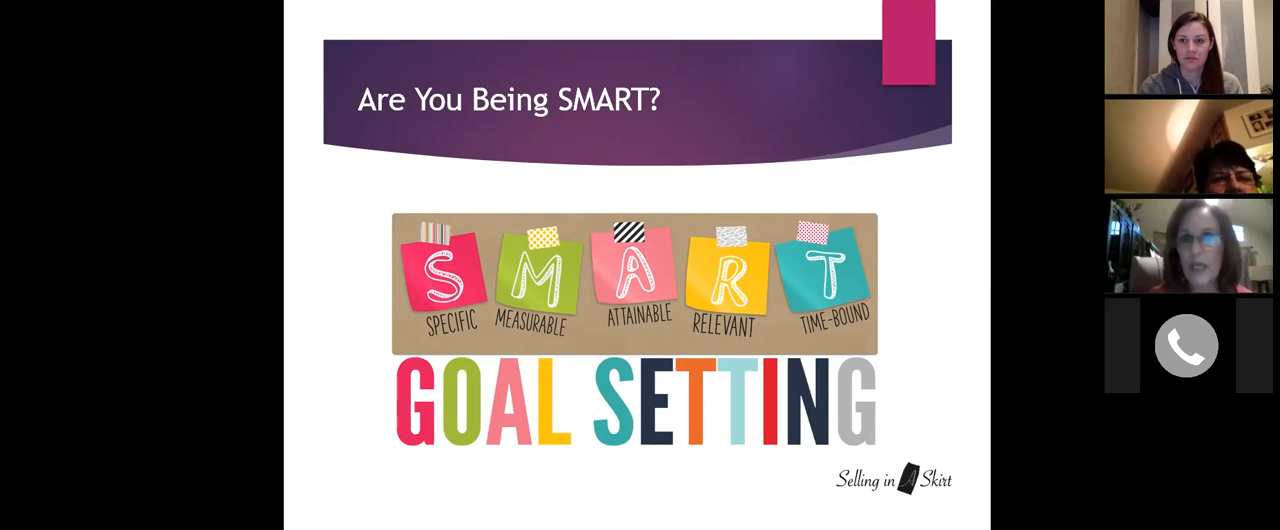 Are You Being SMART?
S M A R T
SPECIFIC MEASURABLE ATTAINABLE RELEVANT TIME-BOUND
GOAL SETTING
Selling in A Skirt